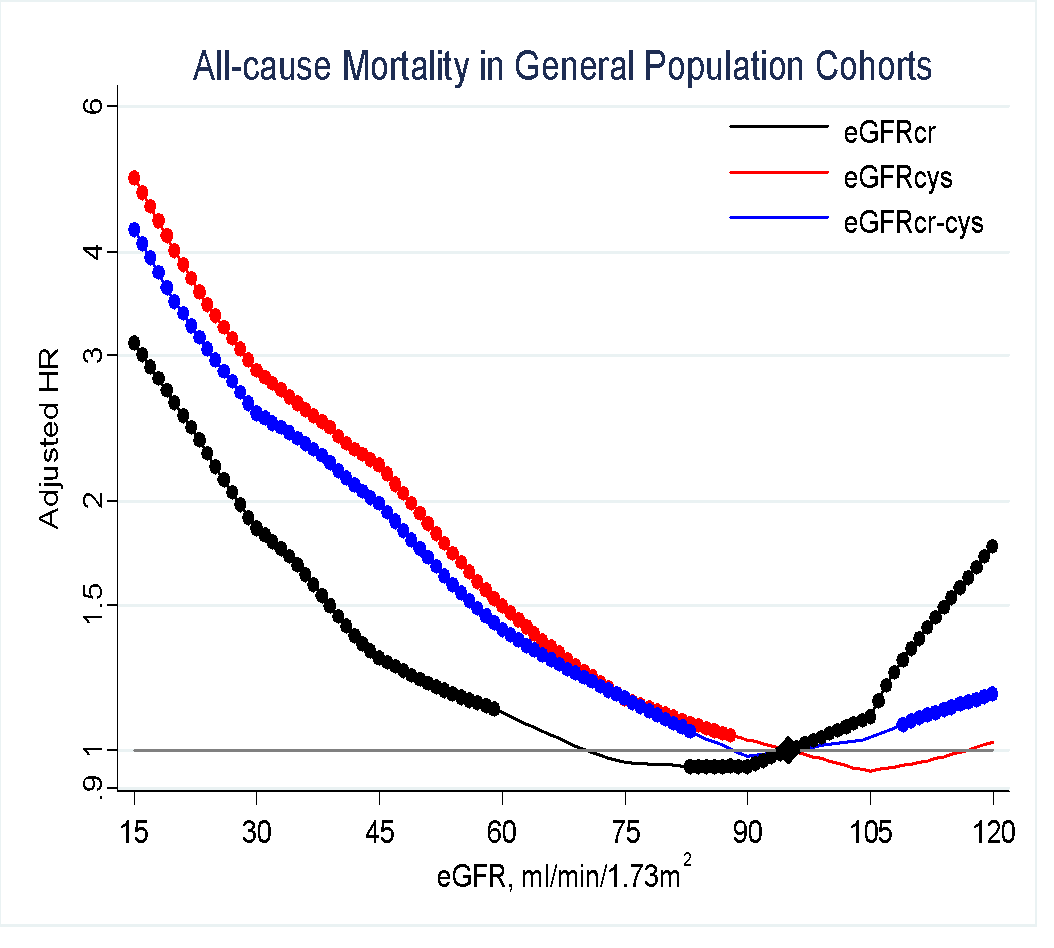 All-cause Mortality in General Population Cohorts
eGFRcr
eGFRcys
eGFRcr-cys
Adjusted HR
6
4
3
2
1.5
1
.9
15 30 45 60 75 90 105 120
eGFR, ml/min/1.73m²